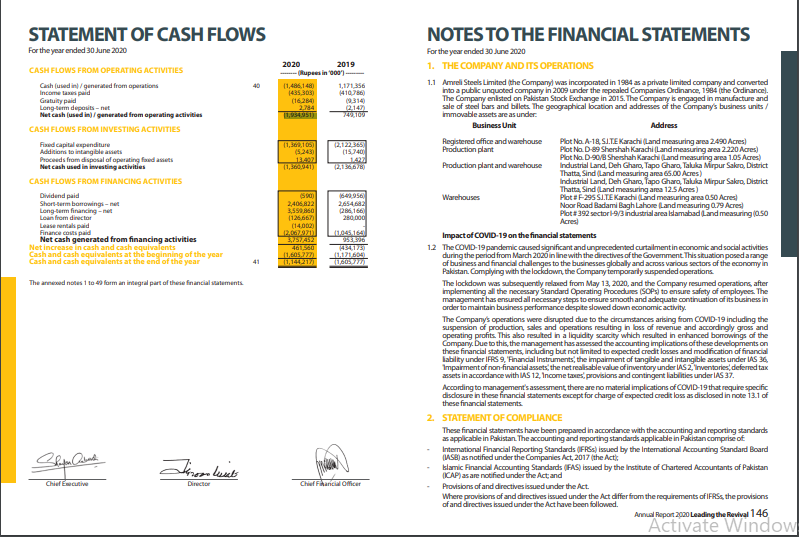 STATEMENT OF CASH FLOWS
For the year ended 30 June 2020
2020 2019
-------- (Rupees in '000') --------
CASH FLOWS FROM OPERATING ACTIVITIES
Cash (used in) / generated from operations 40 (1,486,148) 1,171,356
Income taxes paid (435,303) (410,786)
Gratuity paid (16,284) (9,314)
Long-term deposits – net 2,784 (2,147)
Net cash (used in) / generated from operating activities (1,934,951) 749,109
CASH FLOWS FROM INVESTING ACTIVITIES
Fixed capital expenditure (1,369,105) (2,122,365)
Additions to intangible assets (5,243) (15,740)
Proceeds from disposal of operating fixed assets 13,407 1,427
Net cash used in investing activities (1,360,941) (2,136,678)
CASH FLOWS FROM FINANCING ACTIVITIES
Dividend paid (590) (649,956)
Short-term borrowings – net 2,406,822 2,654,682
Long-term financing – net 3,559,860 (286,166)
Loan from director (126,667) 280,000
Lease rentals paid (14,002) -
Finance costs paid (2,067,971) (1,045,164)
Net cash generated from financing activities 3,757,452 953,396
Net increase in cash and cash equivalents 461,560 (434,173)
Cash and cash equivalents at the beginning of the year (1,605,777) (1,171,604)
Cash and cash equivalents at the end of the year 41 (1,144,217) (1,605,777)
The annexed notes 1 to 49 form an integral part of these financial statements.
Chief Executive
Director
Chief Financial Officer
NOTES TO THE FINANCIAL STATEMENTS
For the year ended 30 June 2020
1. THE COMPANY AND ITS OPERATIONS
1.1 Amreli Steels Limited (the Company) was incorporated in 1984 as a private limited company and converted
into a public unquoted company in 2009 under the repealed Companies Ordinance, 1984 (the Ordinance).
The Company enlisted on Pakistan Stock Exchange in 2015. The Company is engaged in manufacture and
sale of steel bars and billets. The geographical location and addresses of the Company's business units /
immovable assets are as under:
Business Unit Address
Registered office and warehouse Plot No. A-18, S.I.T.E Karachi (Land measuring area 2.490 Acres)
Production plant Plot No. D-89 Shershah Karachi (Land measuring area 2.220 Acres)
Plot No. D-90/B Shershah Karachi (Land measuring area 1.05 Acres)
Production plant and warehouse Industrial Land, Deh Gharo, Tapo Gharo, Taluka Mirpur Sakro, District
Thatta, Sind (Land measuring area 65.00 Acres )
Industrial Land, Deh Gharo, Tapo Gharo, Taluka Mirpur Sakro, District
Thatta, Sind (Land measuring area 12.5 Acres )
Warehouses Plot # F-295 S.I.T.E Karachi (Land measuring area 0.50 Acres)
Noor Road Badami Bagh Lahore (Land measuring 0.79 Acres)
Plot # 392 sector I-9/3 industrial area Islamabad (Land measuring (0.50
Acres)
Impact of COVID-19 on the financial statements
1.2 The COVID-19 pandemic caused significant and unprecedented curtailment in economic and social activities
during the period from March 2020 in line with the directives of the Government. This situation posed a range
of business and financial challenges to the businesses globally and across various sectors of the economy in
Pakistan. Complying with the lockdown, the Company temporarily suspended operations.
The lockdown was subsequently relaxed from May 13, 2020, and the Company resumed operations, after
implementing all the necessary Standard Operating Procedures (SOPs) to ensure safety of employees. The
management has ensured all necessary steps to ensure smooth and adequate continuation of its business in
order to maintain business performance despite slowed down economic activity.
The Company's operations were disrupted due to the circumstances arising from COVID-19 including the
suspension of production, sales and operations resulting in loss of revenue and accordingly gross and
operating profits. This also resulted in a liquidity scarcity which resulted in enhanced borrowings of the
Company. Due to this, the management has assessed the accounting implications of these developments on
these financial statements, including but not limited to expected credit losses and modification of financial
liability under IFRS 9, 'Financial Instruments', the impairment of tangible and intangible assets under IAS 36,
'Impairment of non-financial assets', the net realisable value of inventory under IAS 2, 'Inventories', deferred tax
assets in accordance with IAS 12, 'Income taxes', provisions and contingent liabilities under IAS 37.
According to management's assessment, there are no material implications of COVID-19 that require specific
disclosure in these financial statements except for charge of expected credit loss as disclosed in note 13.1 of
these financial statements.
2. STATEMENT OF COMPLIANCE
These financial statements have been prepared in accordance with the accounting and reporting standards
as applicable in Pakistan. The accounting and reporting standards applicable in Pakistan comprise of:
- International Financial Reporting Standards (IFRSs) issued by the International Accounting Standard Board
(IASB) as notified under the Companies Act, 2017 (the Act);
- Islamic Financial Accounting Standards (IFAS) issued by the Institute of Chartered Accountants of Pakistan
(ICAP) as are notified under the Act; and
- Provisions of and directives issued under the Act.
Where provisions of and directives issued under the Act differ from the requirements of IFRSs, the provisions
of and directives issued under the Act have been followed.
Annual Report 2020 Leading the Revival 146
Activate Window